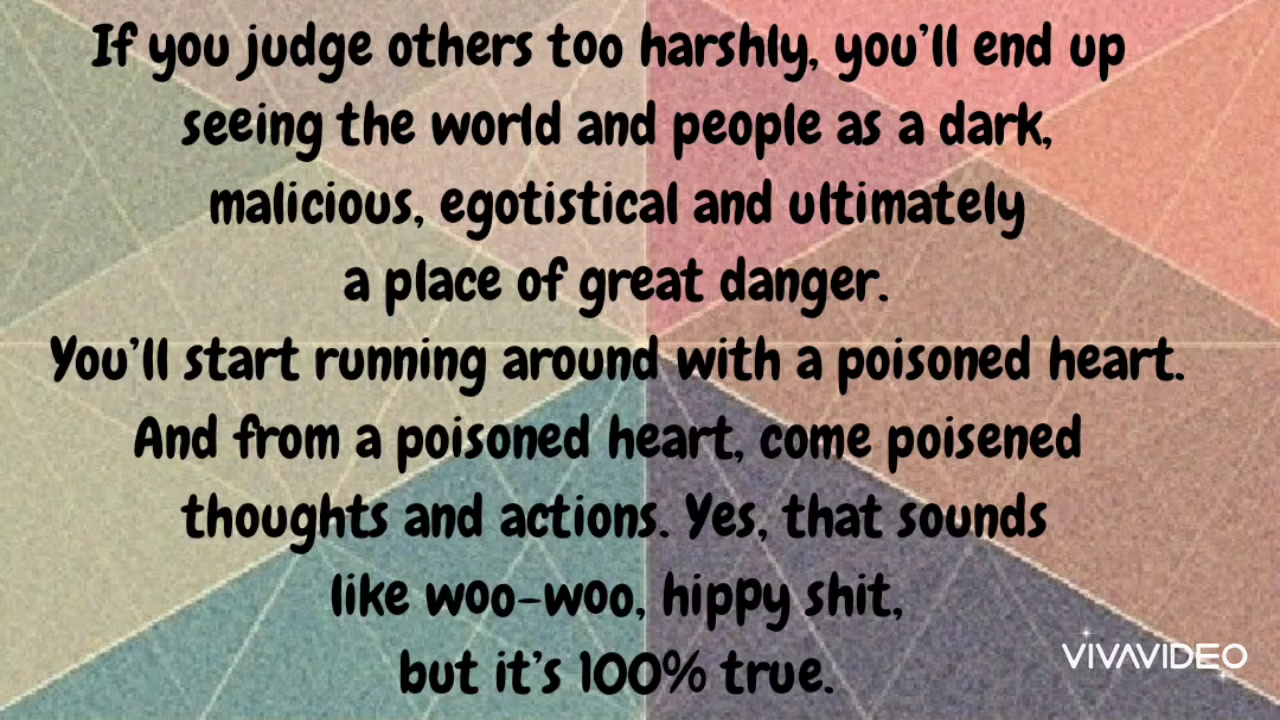 If you judge others too harshly, you'll end up
seeing the world and people as a dark,
malicious, egotistical and ultimately
a place of great danger.
You'll start running around with a poisoned heart.
And from a poisoned heart, come poisened
thoughts and actions. Yes, that sounds
like woo-woo, hippy shit,
but it's 100% true.
VIVAVIDEO